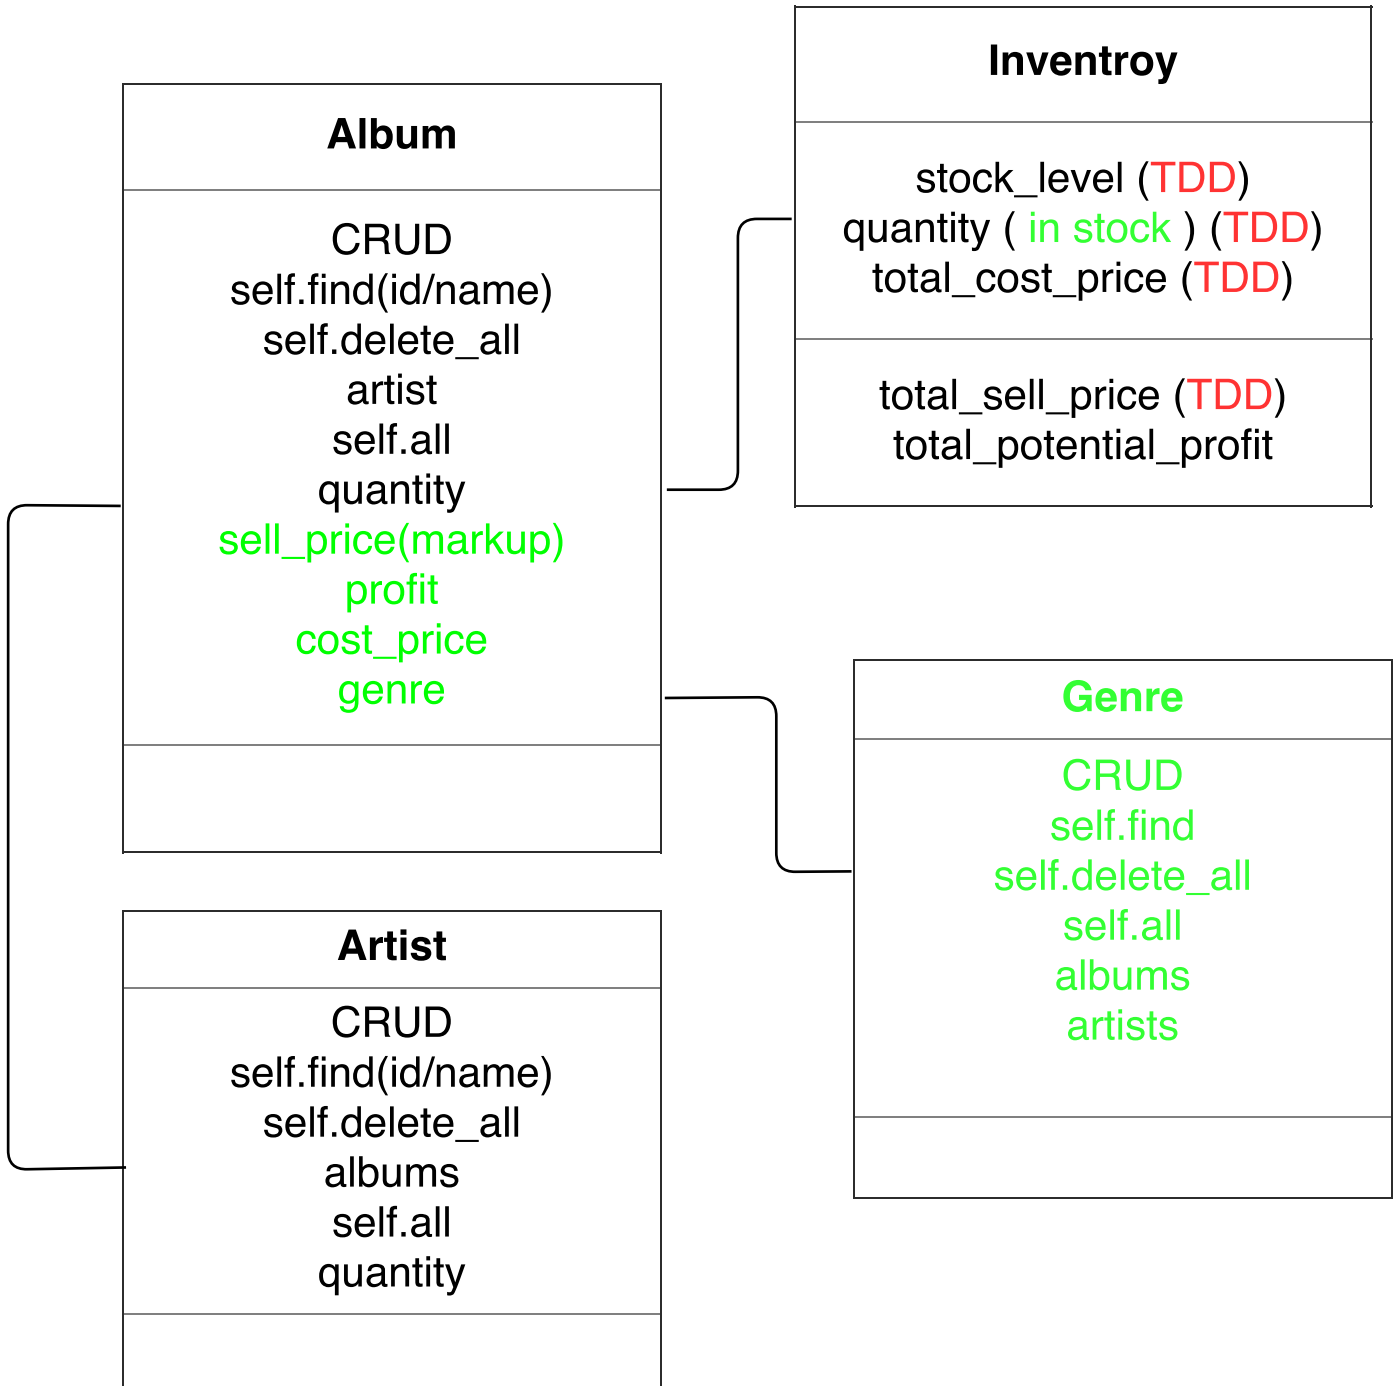 Album
CRUD
self.find(id/name)
self.delete_all
artist
self.all
quantity
sell_price(markup)
profit
cost_price
genre
Inventroy
stock_level (TDD)
quantity ( in stock ) (TDD)
total_cost_price (TDD)
total_sell_price (TDD)
total_potential_profit
Genre
CRUD
self.find
self.delete_all
self.all
albums
artists
Artist
CRUD
self.find(id/name)
self.delete_all
albums
self.all
quantity